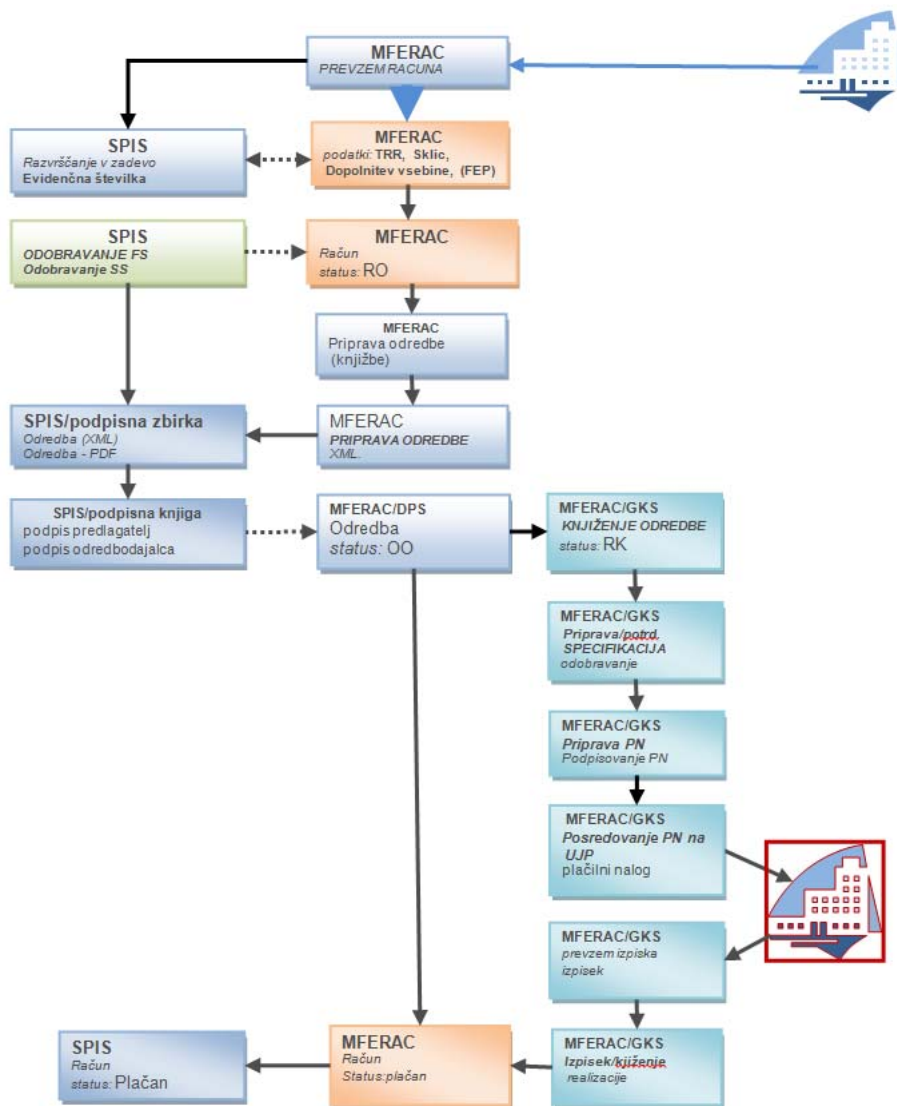 MFERAC
PREVZEM RACUNA
SPIS
Razvrščanje v zadevo
Evidenčna številka
MFERAC
podatki: TRR, Sklic,
Dopolnitev vsebine, (FEP)
SPIS
ODOBRAVANJE FS
Odobravanje SS
MFERAC
Račun
status: RO
MFERAC
Priprava odredbe
(knjižbe)
SPIS/podpisna zbirka
Odredba (XML)
Odredba - PDF
MFERAC
PRIPRAVA ODREDBE
XML.
SPIS/podpisna knjiga
podpis predlagatelj
podpis odredbodajalca
MFERAC/DPS
Odredba
status: OO
MFERAC/GKS
KNJIŽENJE ODREDBE
status: RK
MFERAC/GKS
Priprava/potrd.
SPECIFIKACIJA
odobravanje
MFERAC/GKS
Priprava PN
Podpisovanje PN
MFERAC/GKS
Posredovanje PN na
UJP
plačilni nalog
MFERAC/GKS
prevzem izpiska
izpisek
MFERAC/GKS
Izpisek/kjiženje
realizacije
MFERAC
Račun
Status:plačan
SPIS
Račun
status: Plačan